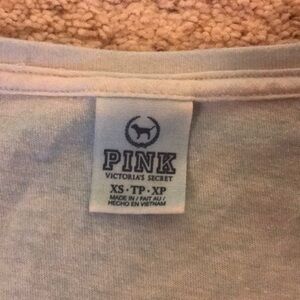 PINK
VICTORIA'S SECRET
XS · TP · XP
MADE IN / FAIT AU /
HECHO EN VIETNAM